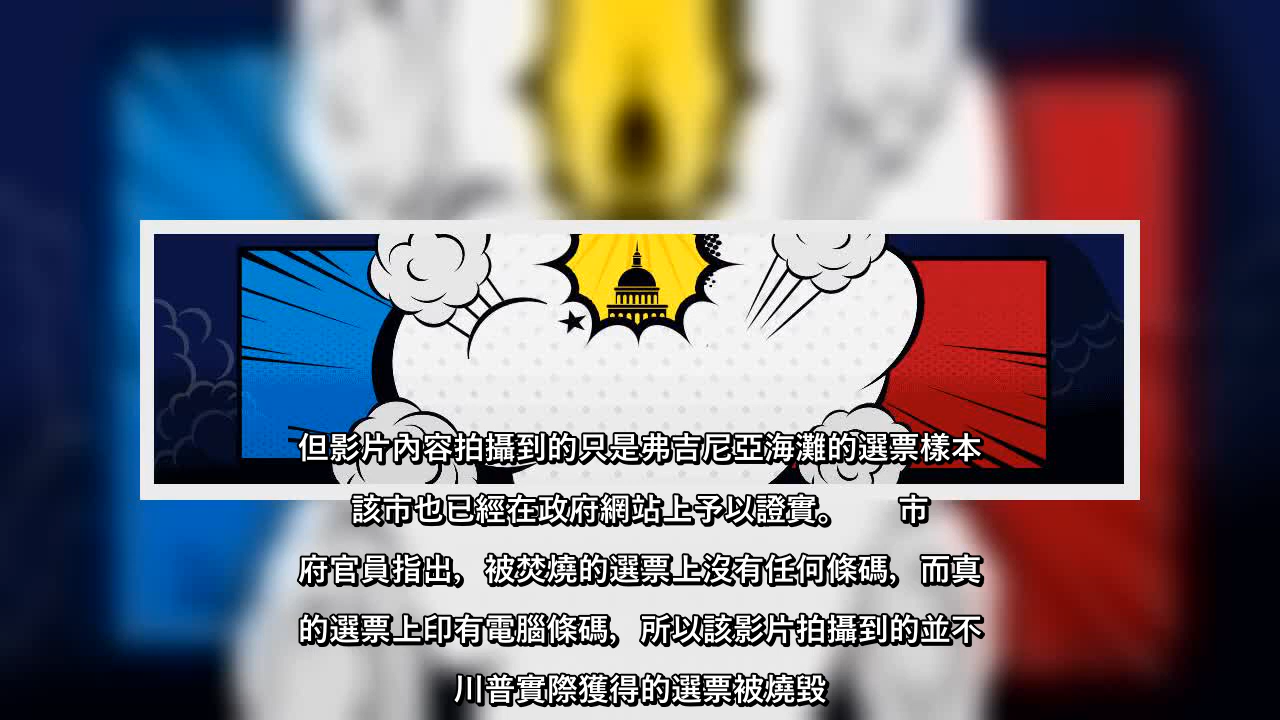 但影片內容拍攝到的只是弗吉尼亞海灘的選票樣本
該市也已經在政府網站上予以證實。 市
府官員指出，被焚燒的選票上沒有任何條碼，而真
的選票上印有電腦條碼，所以該影片拍攝到的並不
川普實際獲得的選票被燒毀